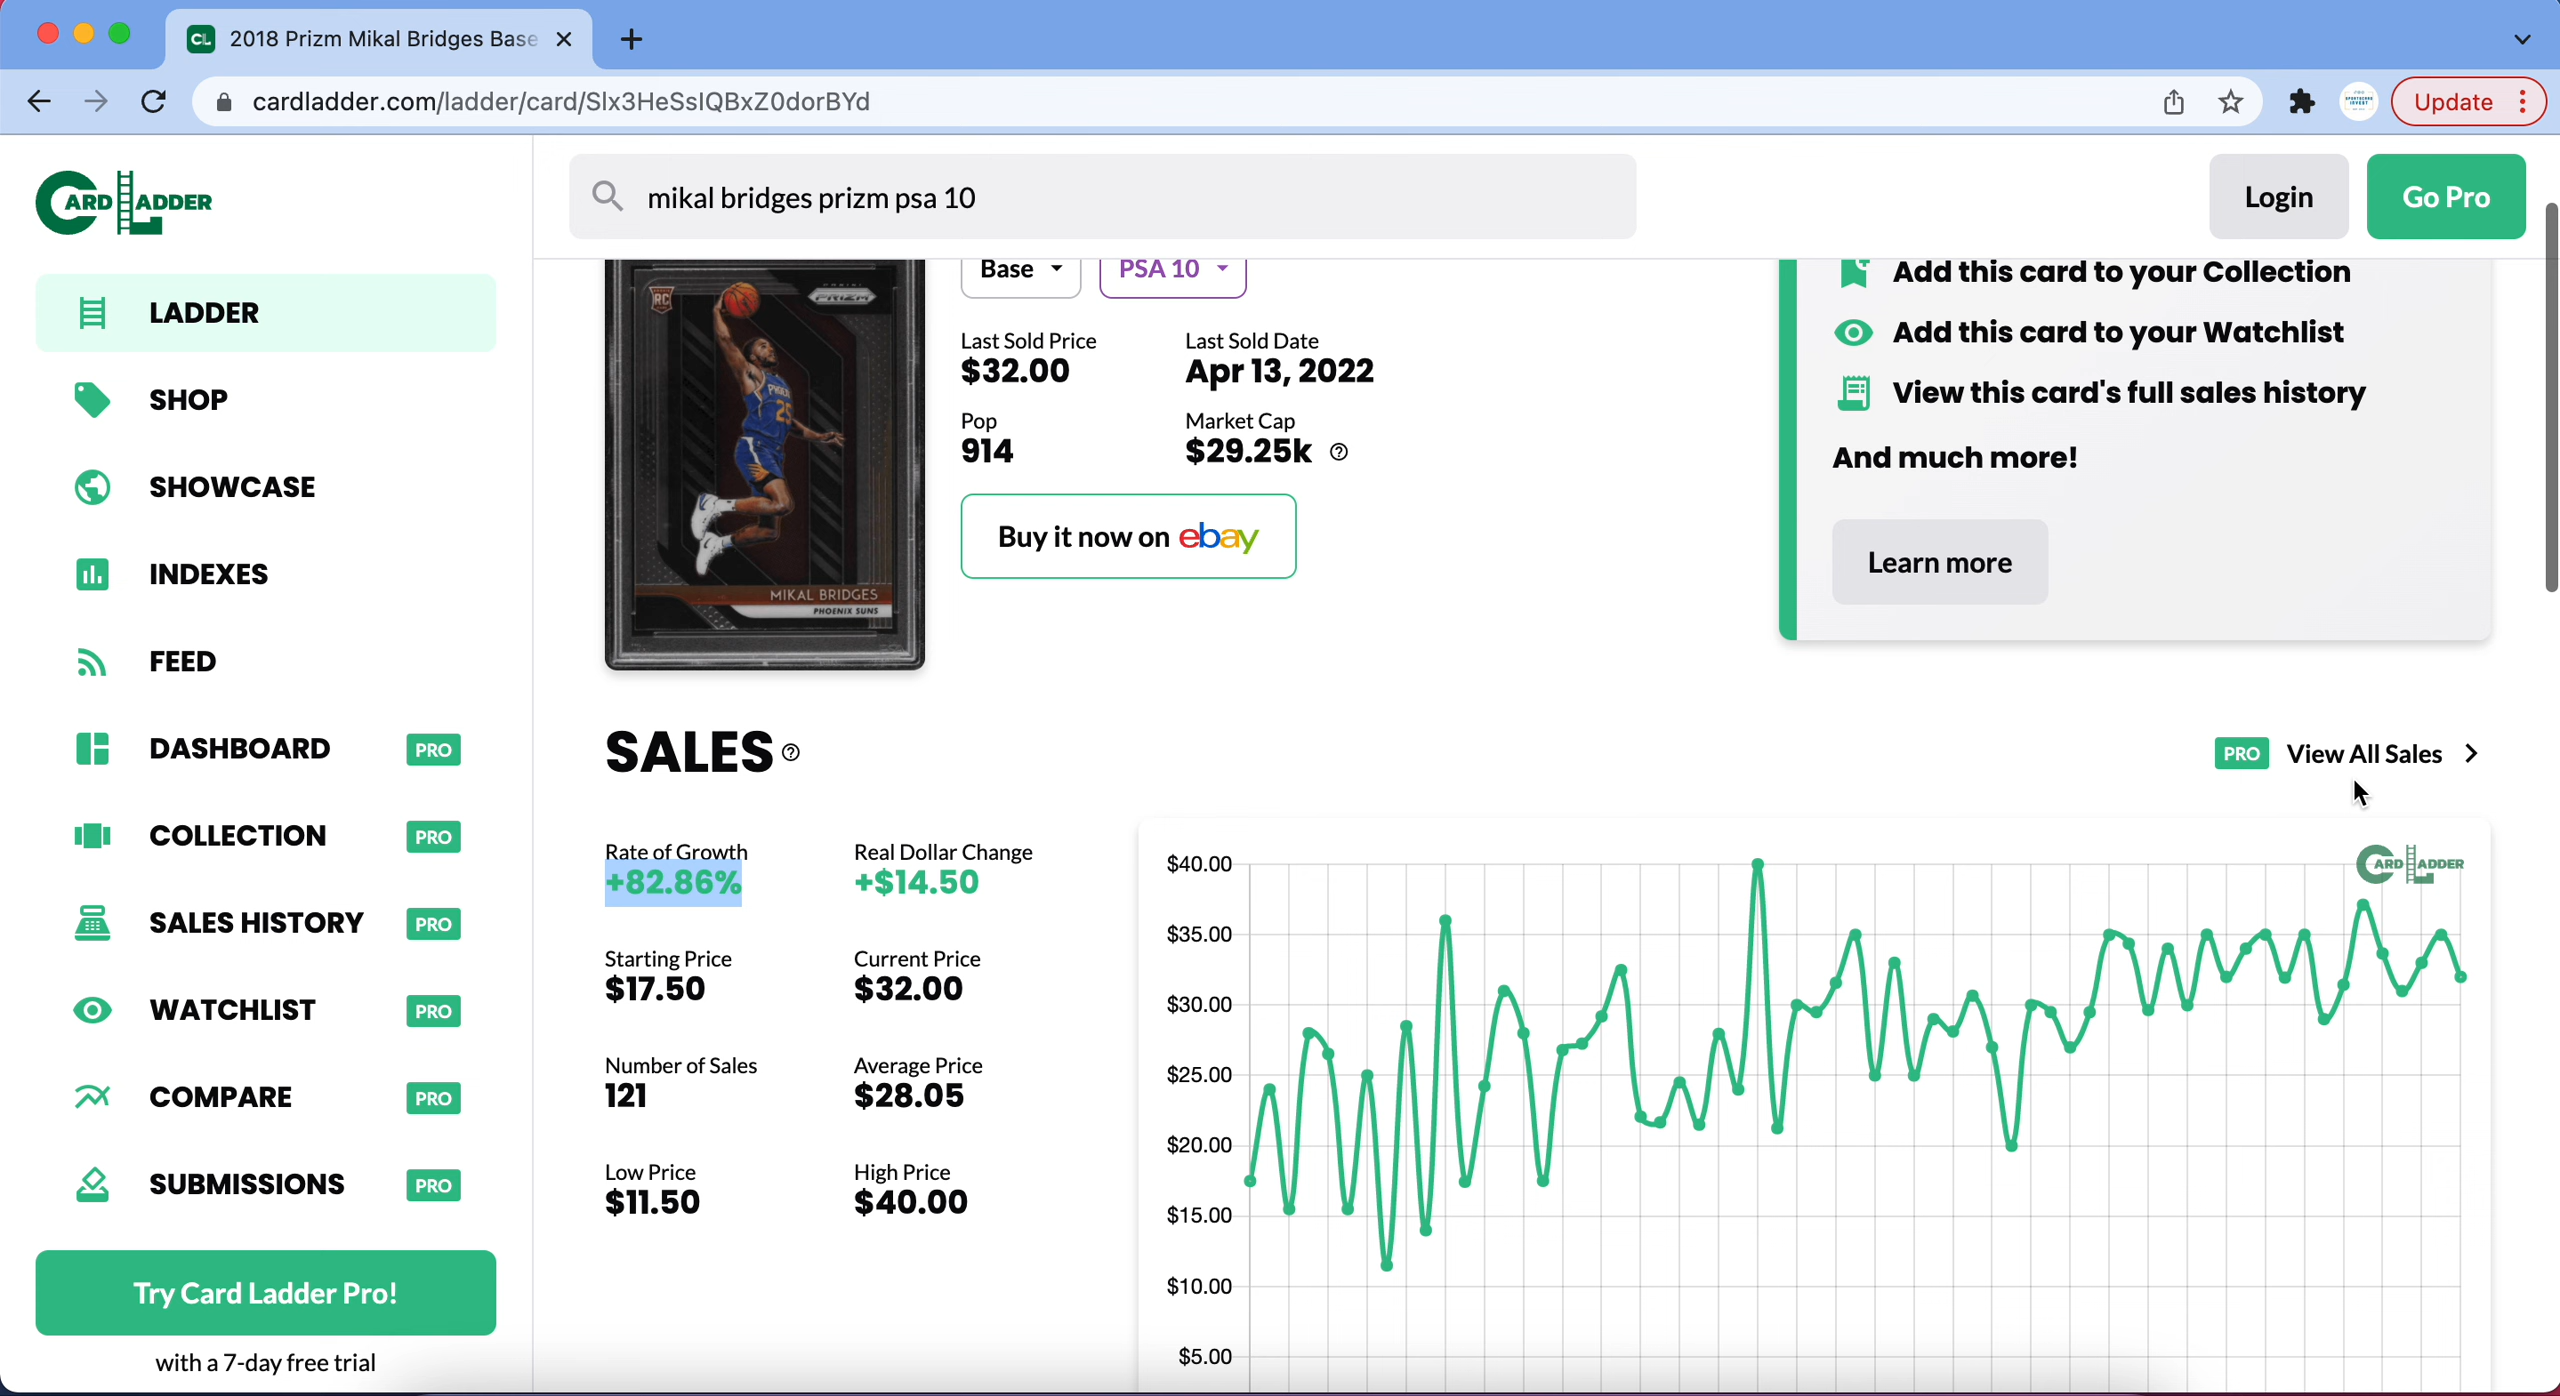 CL 2018 Prizm Mikal Bridges Base
cardladder.com/ladder/card/Slx3HeSsIQBxZ0dorBYd
Update
CARD LADDER
mikal bridges prizm psa 10
Login
Go Pro
LADDER
SHOP
SHOWCASE
INDEXES
FEED
DASHBOARD PRO
COLLECTION PRO
SALES HISTORY PRO
WATCHLIST PRO
COMPARE PRO
SUBMISSIONS PRO
Try Card Ladder Pro!
with a 7-day free trial
RC
PANINI
PRIZM
PHOENIX
25
MIKAL BRIDGES
PHOENIX SUNS
Base
PSA 10
Last Sold Price
$32.00
Last Sold Date
Apr 13, 2022
Pop
914
Market Cap
$29.25k
Buy it now on ebay
Add this card to your Collection
Add this card to your Watchlist
View this card's full sales history
And much more!
Learn more
SALES
PRO View All Sales
Rate of Growth
+82.86%
Real Dollar Change
+$14.50
Starting Price
$17.50
Current Price
$32.00
Number of Sales
121
Average Price
$28.05
Low Price
$11.50
High Price
$40.00
CARD LADDER
$40.00
$35.00
$30.00
$25.00
$20.00
$15.00
$10.00
$5.00